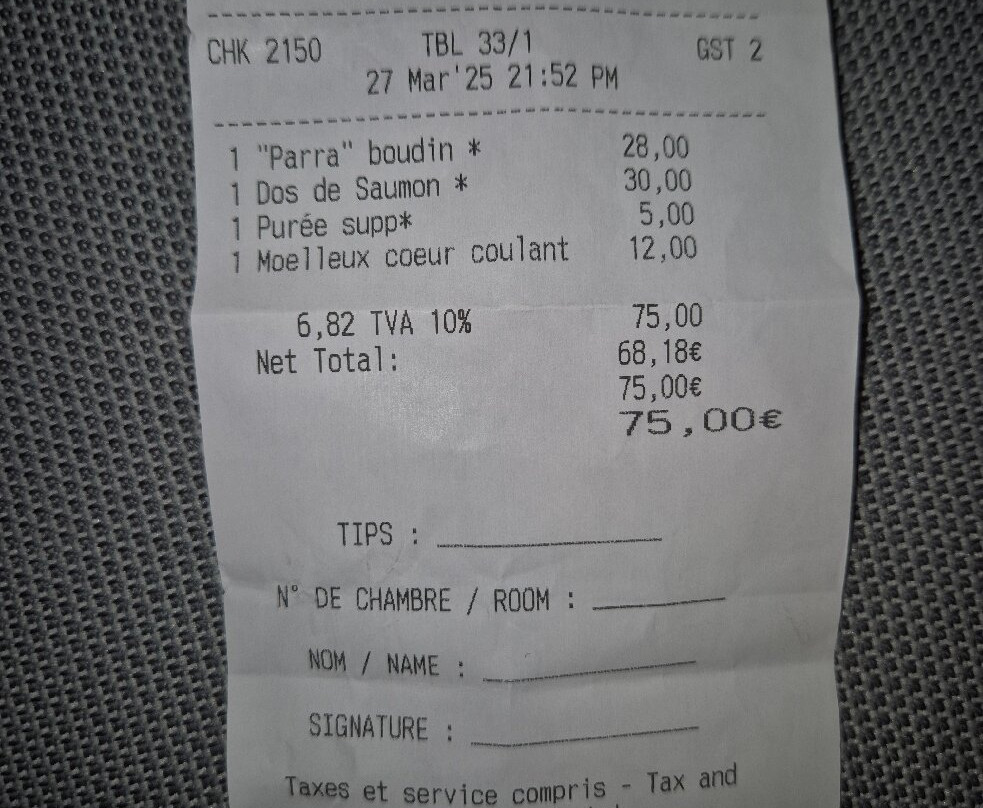 CHK 2150 TBL 33/1 GST 2
27 Mar'25 21:52 PM
1 "Parra" boudin * 28,00
1 Dos de Saumon * 30,00
1 Purée supp* 5,00
1 Moelleux coeur coulant 12,00
6,82 TVA 10% 75,00
Net Total: 68,18€
75,00€
75,00€
TIPS :
N° DE CHAMBRE / ROOM :
NOM / NAME :
SIGNATURE :
Taxes et service compris - Tax and